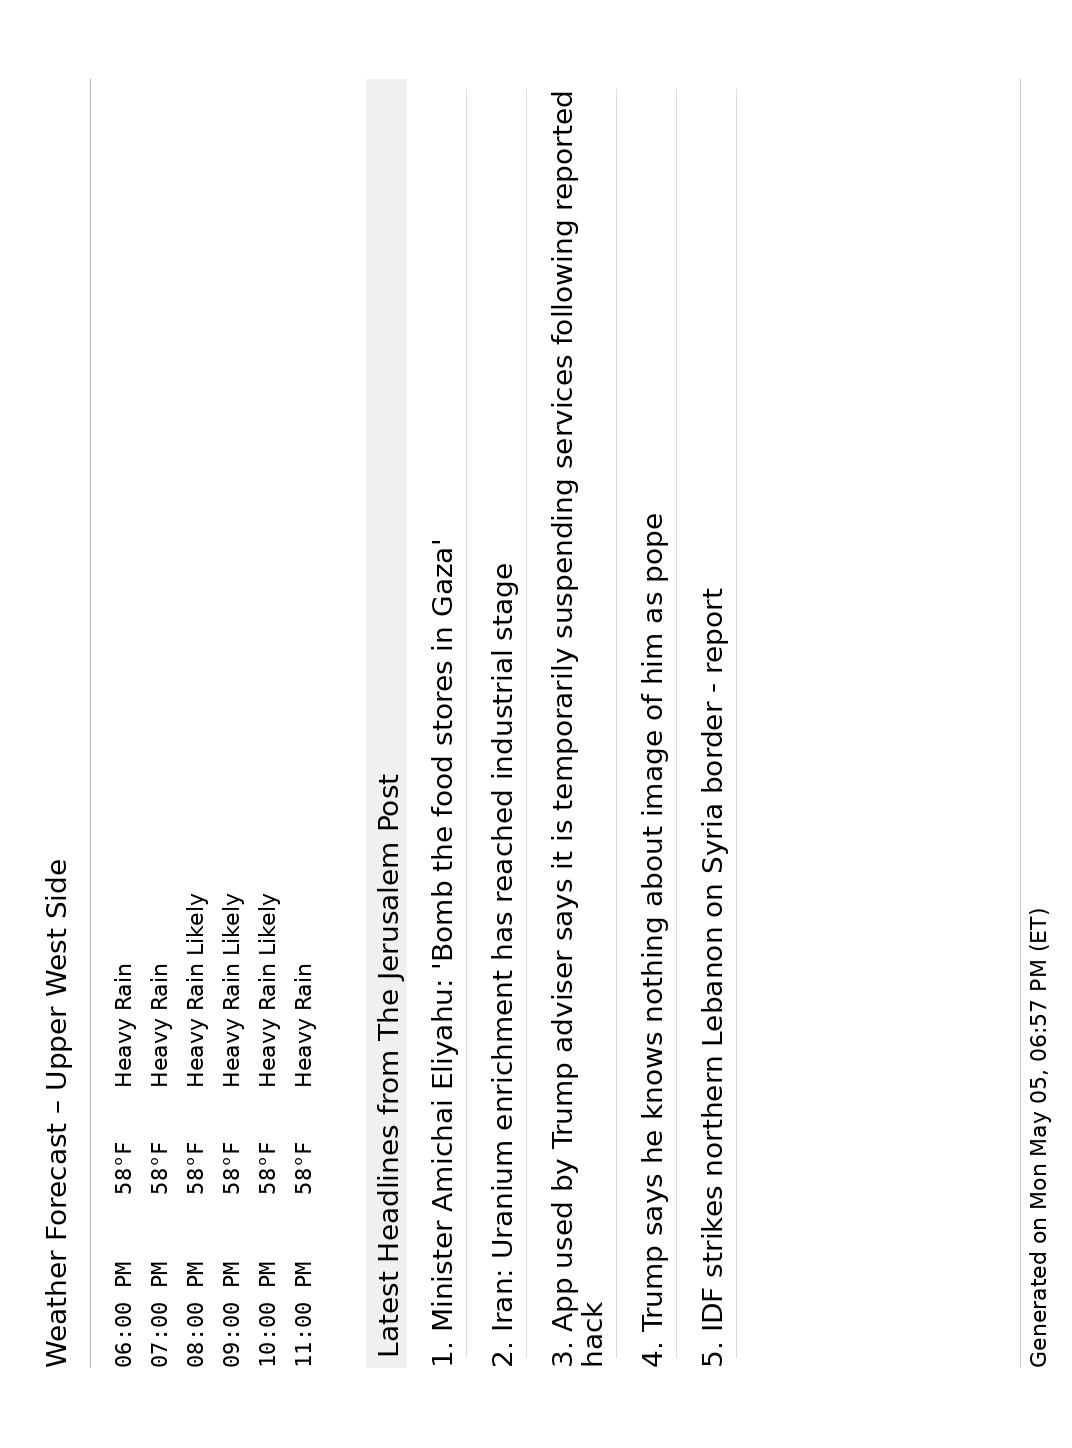 Weather Forecast – Upper West Side
06:00 PM 58°F Heavy Rain
07:00 PM 58°F Heavy Rain
08:00 PM 58°F Heavy Rain Likely
09:00 PM 58°F Heavy Rain Likely
10:00 PM 58°F Heavy Rain Likely
11:00 PM 58°F Heavy Rain
Latest Headlines from The Jerusalem Post
1. Minister Amichai Eliyahu: 'Bomb the food stores in Gaza'
2. Iran: Uranium enrichment has reached industrial stage
3. App used by Trump adviser says it is temporarily suspending services following reported
hack
4. Trump says he knows nothing about image of him as pope
5. IDF strikes northern Lebanon on Syria border - report
Generated on Mon May 05, 06:57 PM (ET)